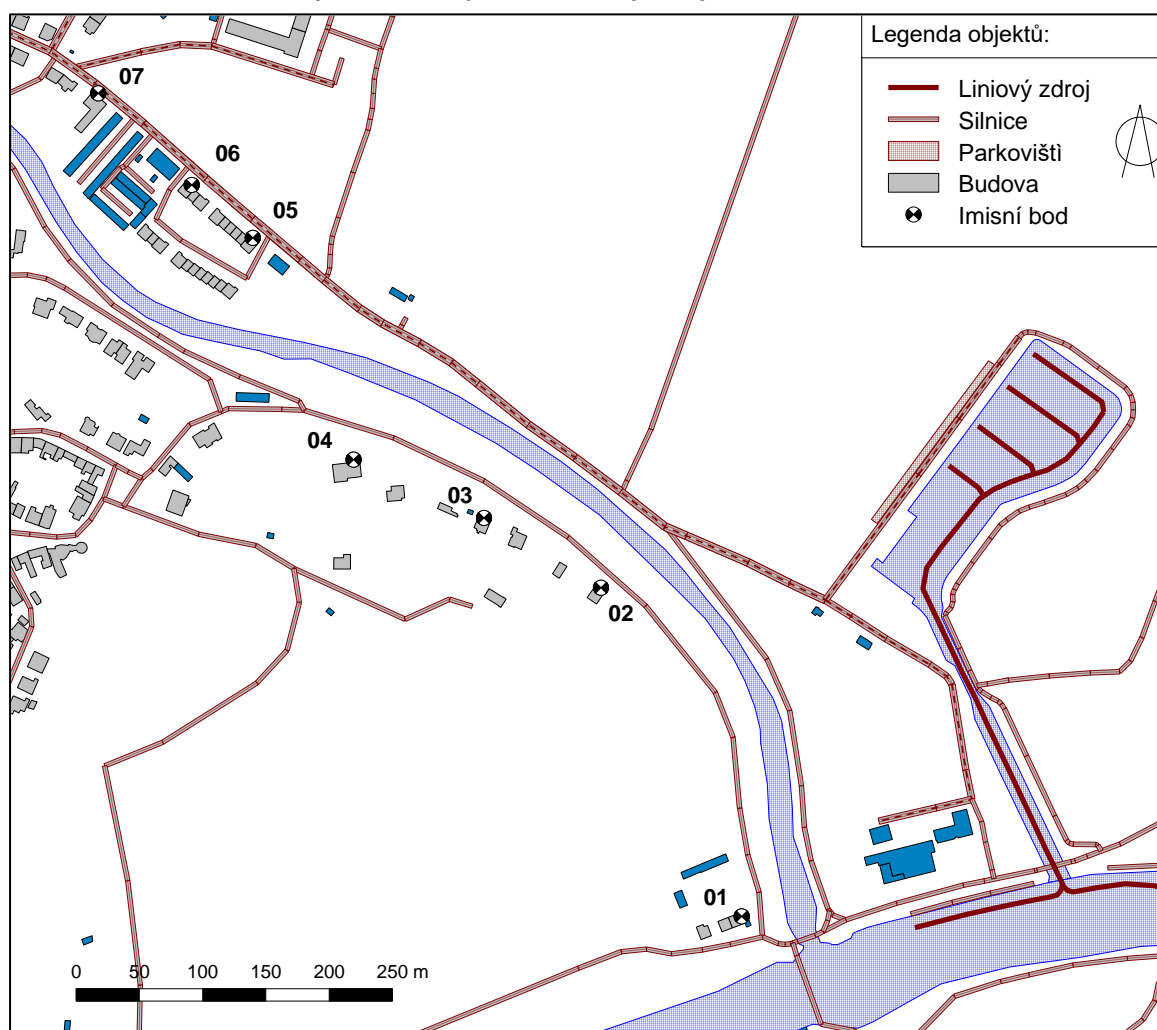 Legenda objektů:
Liniový zdroj
Silnice
Parkovištì
Budova
Imisní bod
07
06
05
04
03
02
01
0 50 100 150 200 250 m